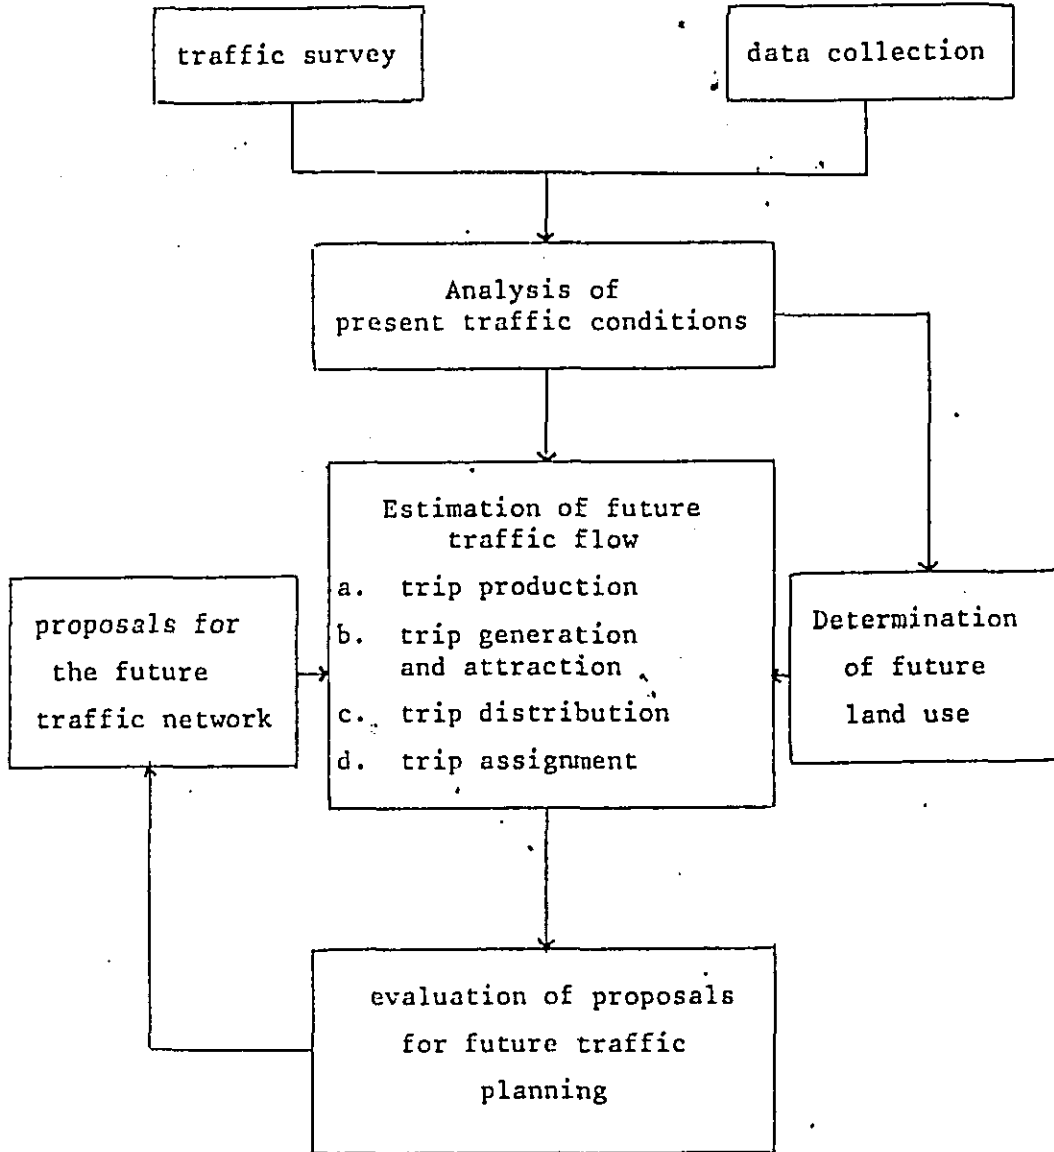 traffic survey
data collection
Analysis of
present traffic conditions
Estimation of future
traffic flow
a. trip production
b. trip generation
and attraction
c. trip distribution
d. trip assignment
proposals for
the future
traffic network
Determination
of future
land use
evaluation of proposals
for future traffic
planning